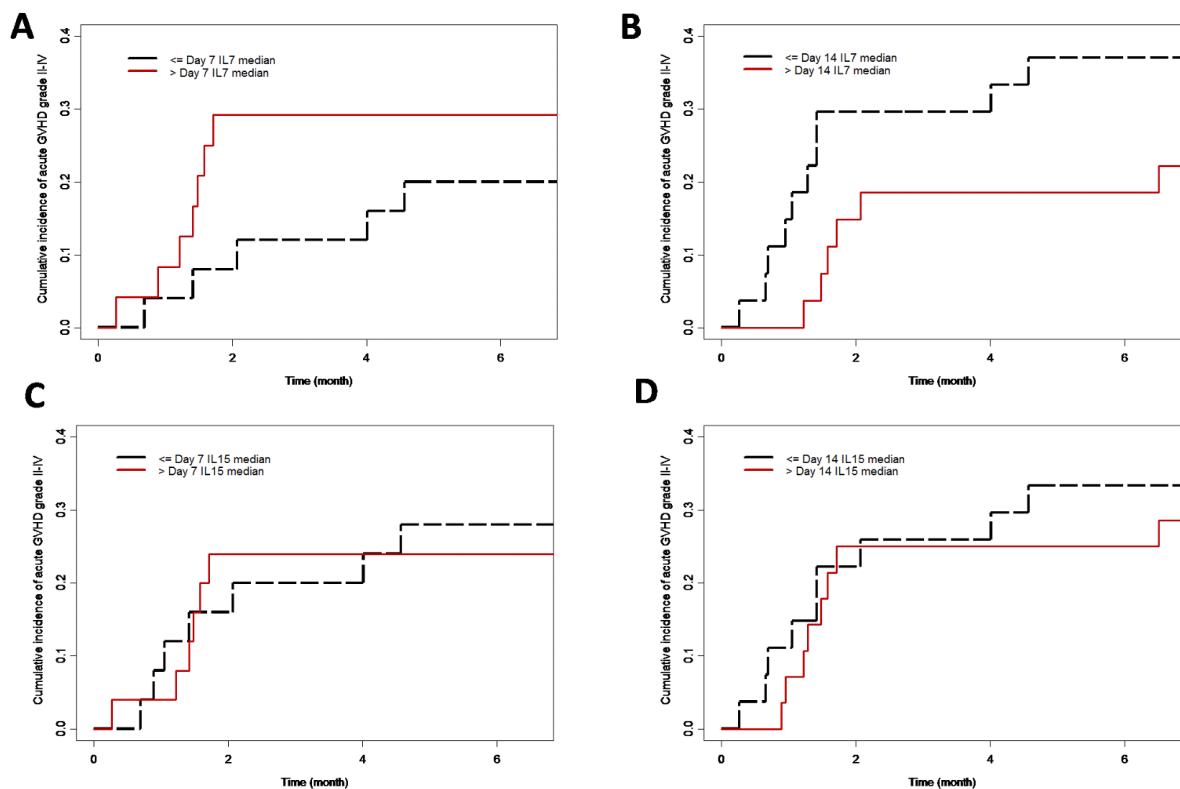 A
Cumulative incidence of acute GVHD grade II-IV
0.4
0.3
0.2
0.1
0.0
<= Day 7 IL7 median
> Day 7 IL7 median
0 2 4 6
Time (month)
B
Cumulative incidence of acute GVHD grade II-IV
0.4
0.3
0.2
0.1
0.0
<= Day 14 IL7 median
> Day 14 IL7 median
0 2 4 6
Time (month)
C
Cumulative incidence of acute GVHD grade II-IV
0.4
0.3
0.2
0.1
0.0
<= Day 7 IL15 median
> Day 7 IL15 median
0 2 4 6
Time (month)
D
Cumulative incidence of acute GVHD grade II-IV
0.4
0.3
0.2
0.1
0.0
<= Day 14 IL15 median
> Day 14 IL15 median
0 2 4 6
Time (month)